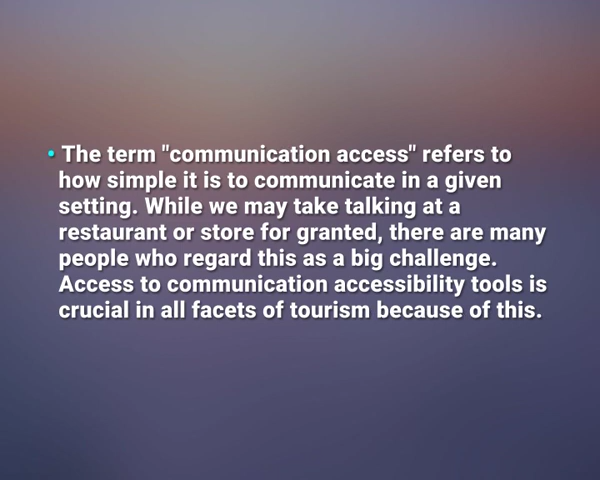 • The term "communication access" refers to
how simple it is to communicate in a given
setting. While we may take talking at a
restaurant or store for granted, there are many
people who regard this as a big challenge.
Access to communication accessibility tools is
crucial in all facets of tourism because of this.